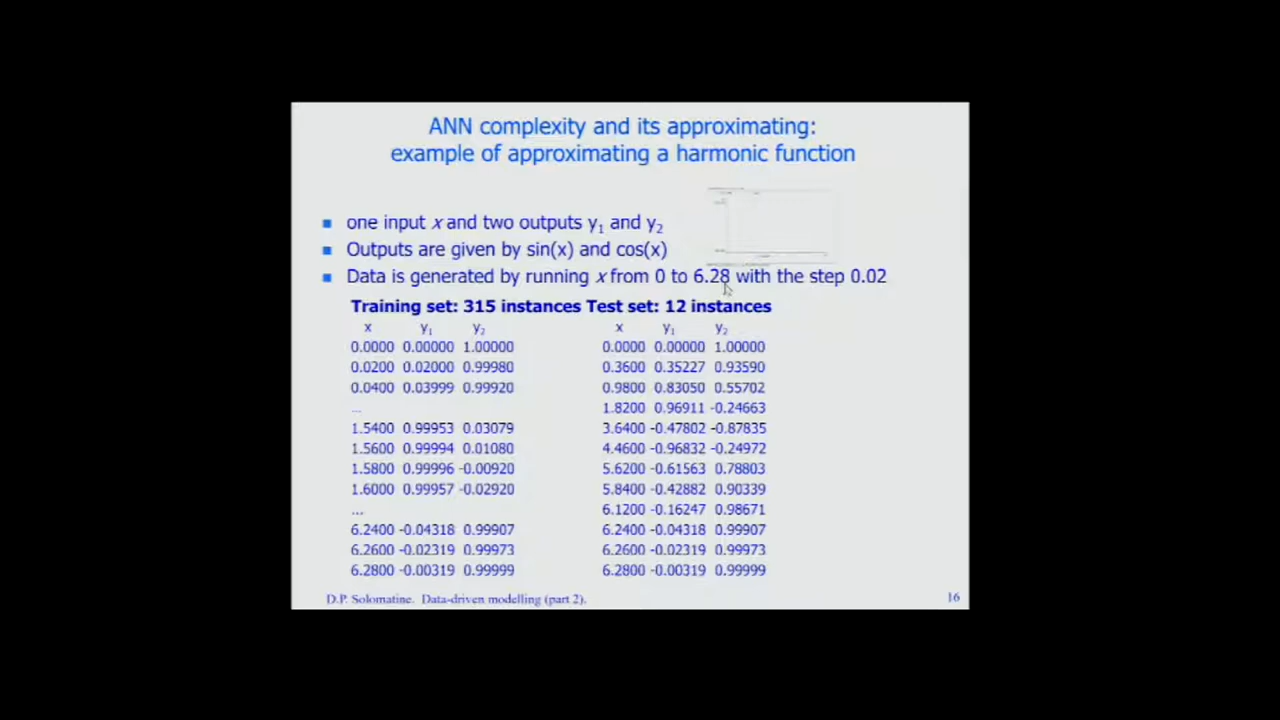 ANN complexity and its approximating:
example of approximating a harmonic function
one input x and two outputs y₁ and y₂
Outputs are given by sin(x) and cos(x)
Data is generated by running x from 0 to 6.28 with the step 0.02
Training set: 315 instances Test set: 12 instances
x y₁ y₂ x y₁ y₂
0.0000 0.00000 1.00000 0.0000 0.00000 1.00000
0.0200 0.02000 0.99980 0.3600 0.35227 0.93590
0.0400 0.03999 0.99920 0.9800 0.83050 0.55702
... 1.8200 0.96911 -0.24663
1.5400 0.99953 0.03079 3.6400 -0.47802 -0.87835
1.5600 0.99994 0.01080 4.4600 -0.96832 -0.24972
1.5800 0.99996 -0.00920 5.6200 -0.61563 0.78803
1.6000 0.99957 -0.02920 5.8400 -0.42882 0.90339
... 6.1200 -0.16247 0.98671
6.2400 -0.04318 0.99907 6.2400 -0.04318 0.99907
6.2600 -0.02319 0.99973 6.2600 -0.02319 0.99973
6.2800 -0.00319 0.99999 6.2800 -0.00319 0.99999
D.P. Solomatine. Data-driven modelling (part 2). 16